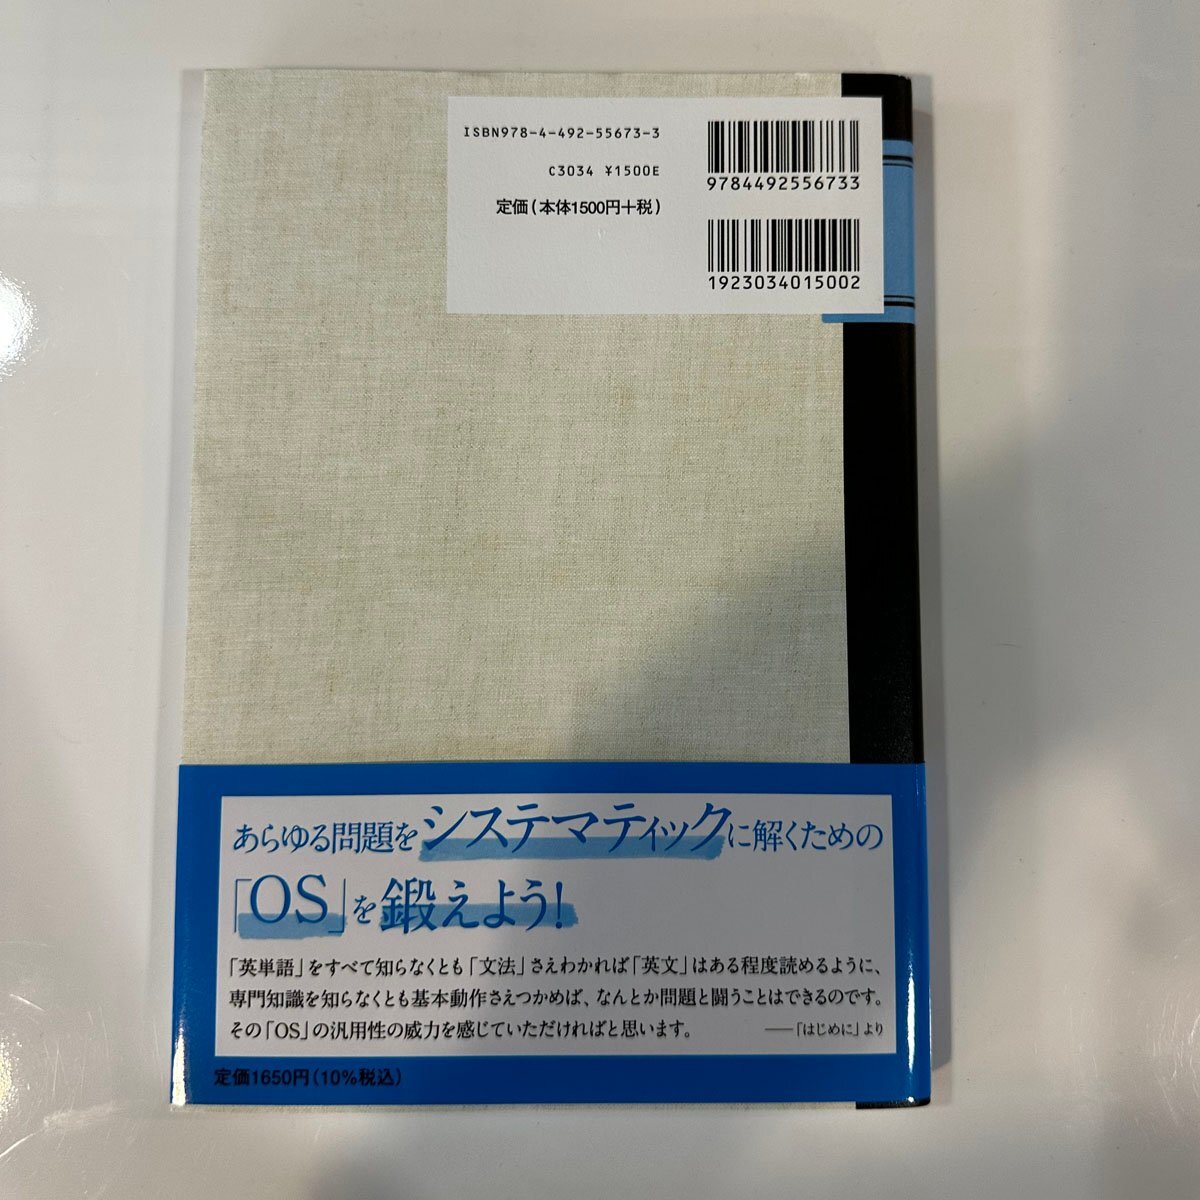 ISBN978-4-492-55673-3
C3034 ¥1500E
定価(本体1500円+税)
9784492556733
1923034015002
あらゆる問題をシステマティックに解くための
「OS」を鍛えよう!
「英単語」をすべて知らなくとも「文法」さえわかれば「英文」はある程度読めるように、
専門知識を知らなくとも基本動作さえつかめば、なんとか問題と闘うことはできるのです。
その「OS」の汎用性の威力を感じていただければと思います。 ――「はじめに」より
定価1650円(10%税込)